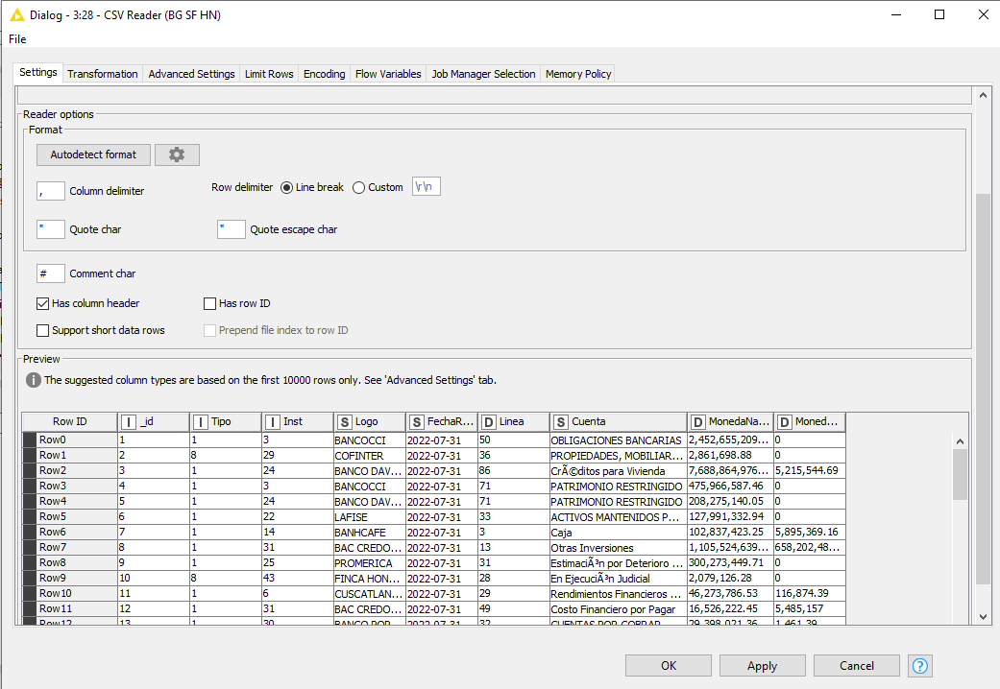 Dialog - 3:28 - CSV Reader (BG SF HN)
File
Settings Transformation Advanced Settings Limit Rows Encoding Flow Variables Job Manager Selection Memory Policy
Reader options
Format
Autodetect format
, Column delimiter Row delimiter Line break Custom \r\n
" Quote char " Quote escape char
# Comment char
Has column header Has row ID
Support short data rows Prepend file index to row ID
Preview
The suggested column types are based on the first 10000 rows only. See 'Advanced Settings' tab.
Row ID I _id I Tipo I Inst S Logo S FechaR... D Linea S Cuenta D MonedaNa... D Moned...
Row0 1 1 3 BANCOCCI 2022-07-31 50 OBLIGACIONES BANCARIAS 2,452,655,209... 0
Row1 2 8 29 COFINTER 2022-07-31 36 PROPIEDADES, MOBILIAR... 2,861,698.88 0
Row2 3 1 24 BANCO DAV... 2022-07-31 86 CrÃ©ditos para Vivienda 7,688,864,976... 5,215,544.69
Row3 4 1 3 BANCOCCI 2022-07-31 71 PATRIMONIO RESTRINGIDO 475,966,587.46 0
Row4 5 1 24 BANCO DAV... 2022-07-31 71 PATRIMONIO RESTRINGIDO 208,275,140.05 0
Row5 6 1 22 LAFISE 2022-07-31 33 ACTIVOS MANTENIDOS P... 127,991,332.94 0
Row6 7 1 14 BANHCAFE 2022-07-31 3 Caja 102,837,423.25 5,895,369.16
Row7 8 1 31 BAC CREDO... 2022-07-31 13 Otras Inversiones 1,105,524,639... 658,202,48...
Row8 9 1 25 PROMERICA 2022-07-31 31 EstimaciÃ³n por Deterioro ... 300,273,449.71 0
Row9 10 8 43 FINCA HON... 2022-07-31 28 En EjecuciÃ³n Judicial 2,079,126.28 0
Row10 11 1 6 CUSCATLAN... 2022-07-31 29 Rendimientos Financieros ... 46,273,786.53 116,874.39
Row11 12 1 31 BAC CREDO... 2022-07-31 49 Costo Financiero por Pagar 16,526,222.45 5,485,157
Row12 13 1 30 BANCO POP... 2022-07-31 32 CUENTAS POR COBRAR 29,398,021.36 1,461.39
OK Apply Cancel ?